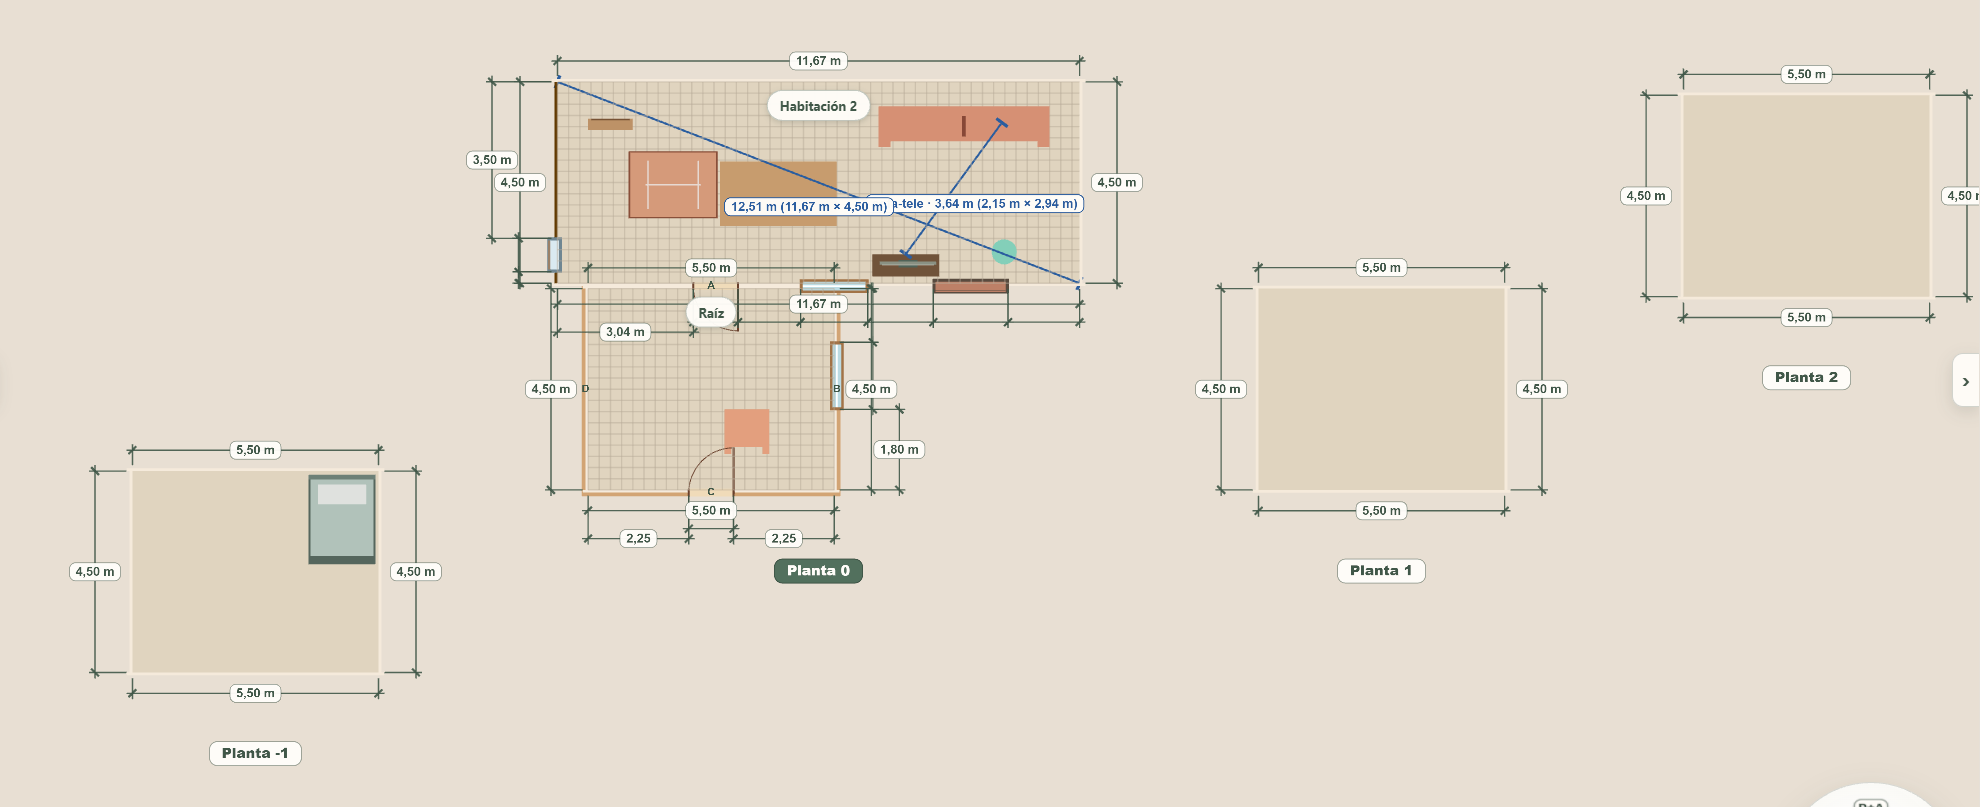 11,67 m
5,50 m
Habitación 2
3,50 m
4,50 m
4,50 m
4,50 m
4,50 m
12,51 m (11,67 m × 4,50 m)
a-tele · 3,64 m (2,15 m × 2,94 m)
5,50 m
5,50 m
A
11,67 m
Raíz
5,50 m
3,04 m
Planta 2
4,50 m
D
B
4,50 m
4,50 m
4,50 m
5,50 m
1,80 m
C
5,50 m
5,50 m
2,25
2,25
4,50 m
4,50 m
Planta 0
Planta 1
5,50 m
Planta -1
›